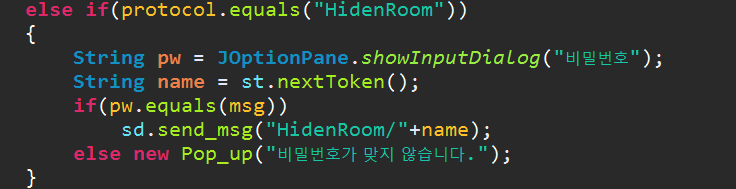 else if(protocol.equals("HidenRoom"))
{
String pw = JOptionPane.showInputDialog("비밀번호");
String name = st.nextToken();
if(pw.equals(msg))
sd.send_msg("HidenRoom/"+name);
else new Pop_up("비밀번호가 맞지 않습니다.");
}